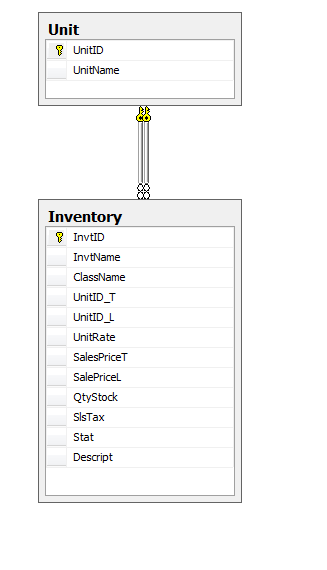 Unit
UnitID
UnitName
Inventory
InvtID
InvtName
ClassName
UnitID_T
UnitID_L
UnitRate
SalesPriceT
SalePriceL
QtyStock
SlsTax
Stat
Descript